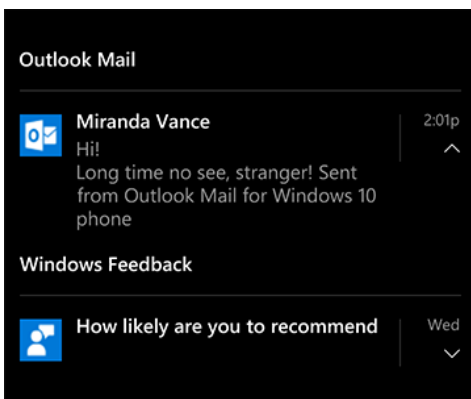 Outlook Mail
Miranda Vance
2:01p
Hi!
Long time no see, stranger! Sent
from Outlook Mail for Windows 10
phone
Windows Feedback
How likely are you to recommend
Wed